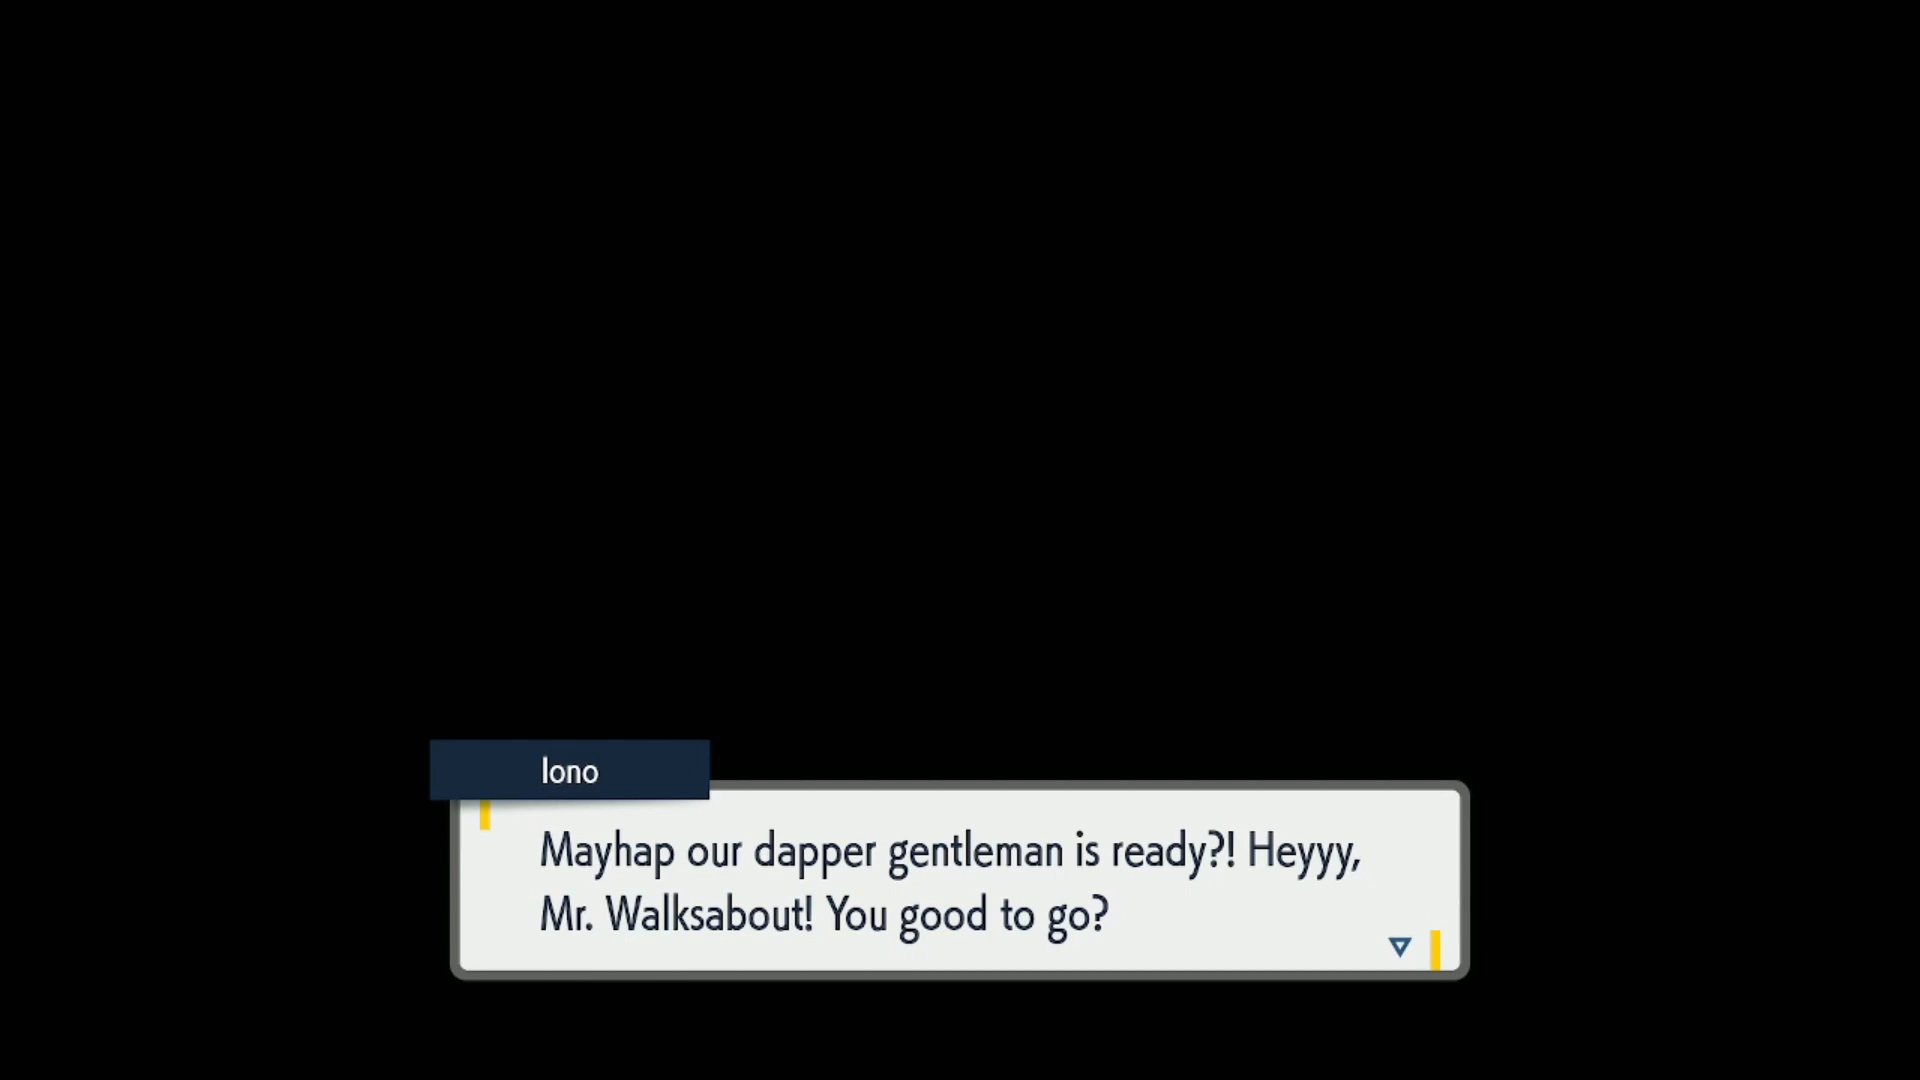 Iono
Mayhap our dapper gentleman is ready?! Heyyy,
Mr. Walksabout! You good to go?